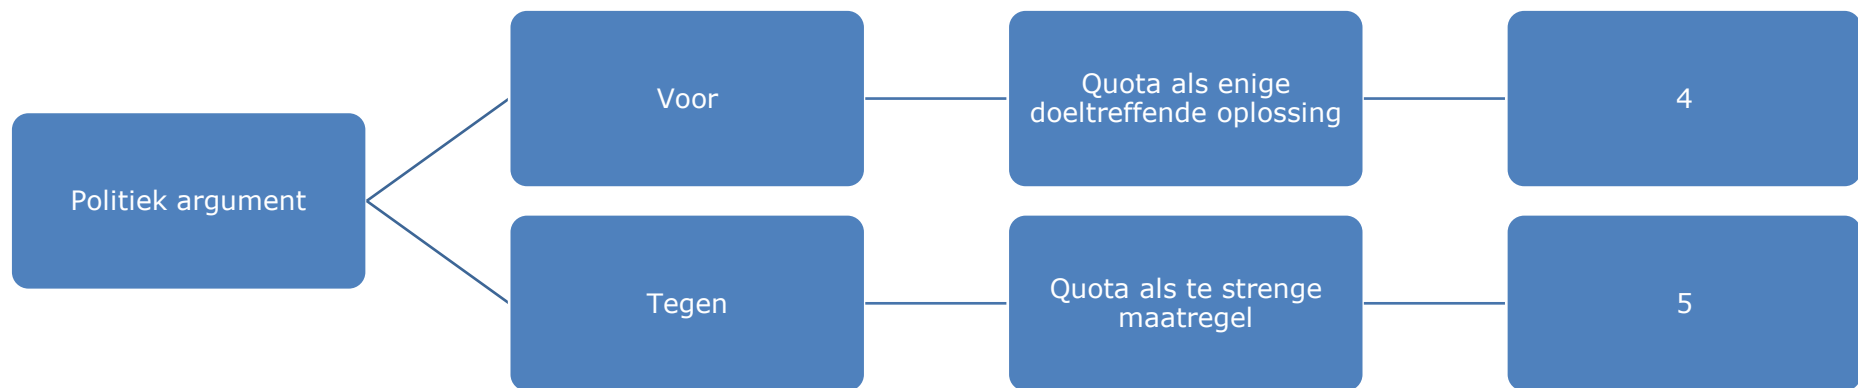 Politiek argument
Voor
Quota als enige
doeltreffende oplossing
4
Tegen
Quota als te strenge
maatregel
5